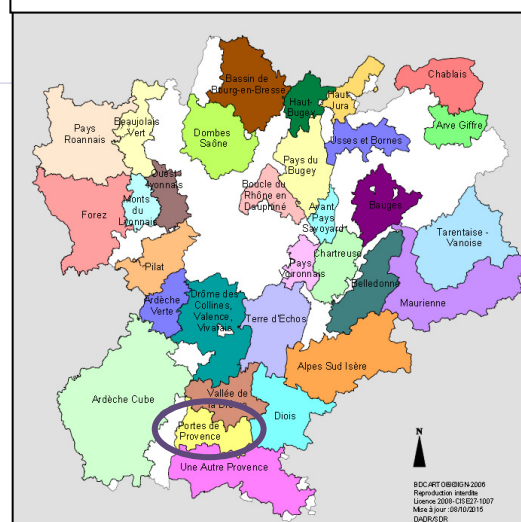 Bassin de
Bourg-en-Bresse
Haut-
Bugey
Haut-
Jura
Chablais
Arve Giffre
Pays
Roannais
Beaujolais
Vert
Dombes
Saône
Usses et Bornes
Pays du
Bugey
Ouest
lyonnais
Monts
du
Lyonnais
Forez
Boucle du
Rhône en
Dauphiné
Avant
Pays
Savoyard
Bauges
Tarentaise -
Vanoise
Pilat
Pays
Voironnais
Chartreuse
Belledonne
Maurienne
Ardèche
Verte
Drôme des
Collines,
Valence,
Vivarais
Terre d'Echos
Alpes Sud Isère
Ardèche Cube
Vallée de
la Drôme
Diois
Portes de
Provence
Une Autre Provence
N
Reproduction interdite
Licence 2008-CISE27-1007
Mise à jour :08/10/2015
DADR/SDR